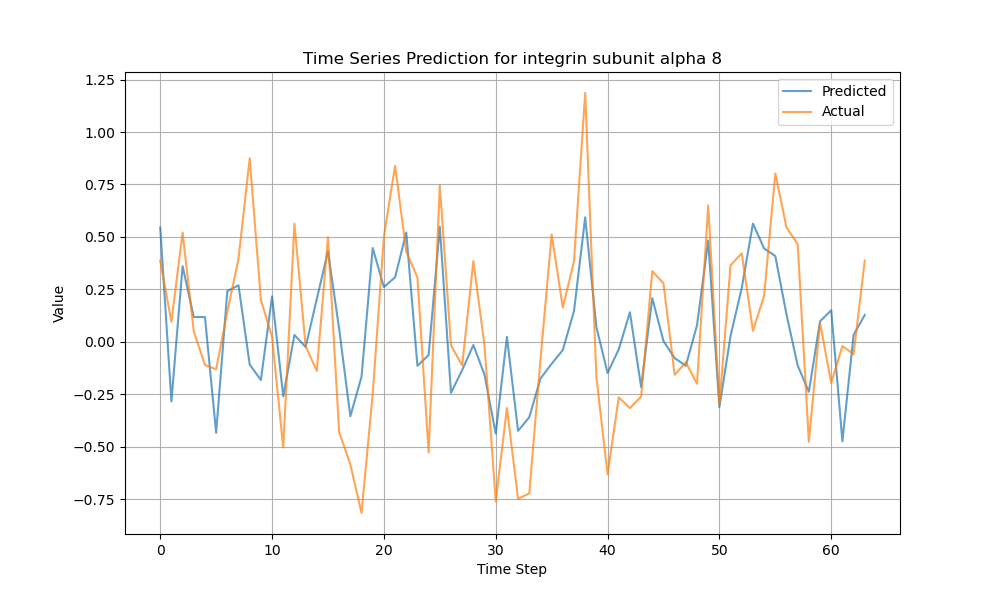 Time Series Prediction for integrin subunit alpha 8
Predicted
Actual
1.25
1.00
0.75
0.50
0.25
0.00
−0.25
−0.50
−0.75
Value
0 10 20 30 40 50 60
Time Step